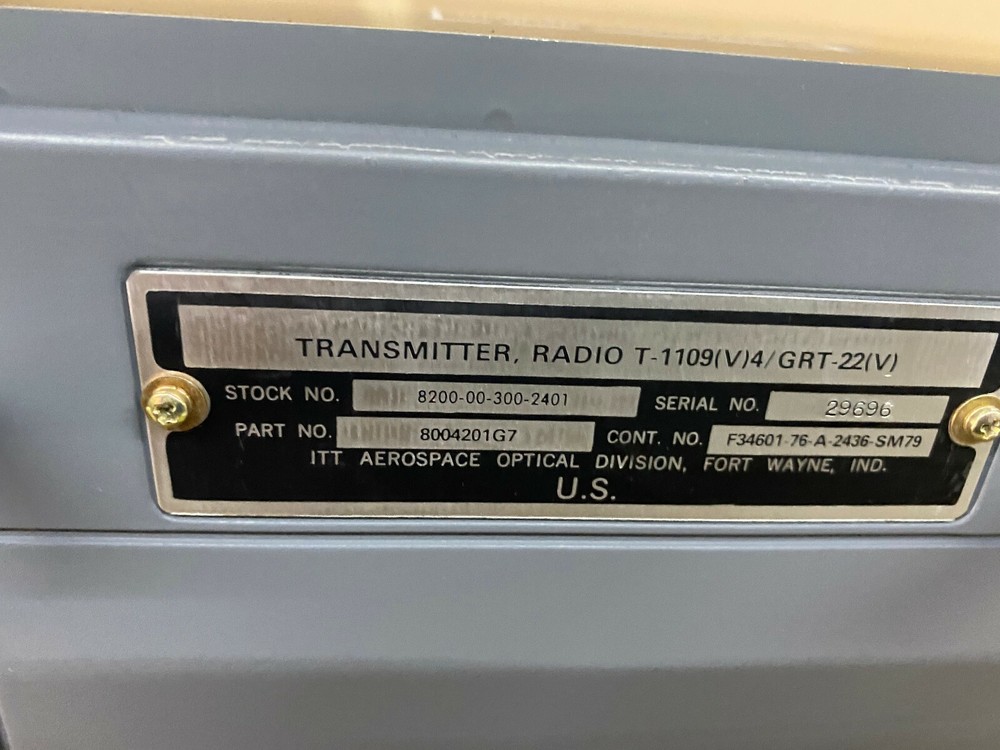 TRANSMITTER, RADIO T-1109(V)4/GRT-22(V)
STOCK NO. 8200-00-300-2401 SERIAL NO. 29696
PART NO. 8004201G7 CONT. NO. F34601-76-A-2436-SM79
ITT AEROSPACE OPTICAL DIVISION, FORT WAYNE, IND.
U.S.